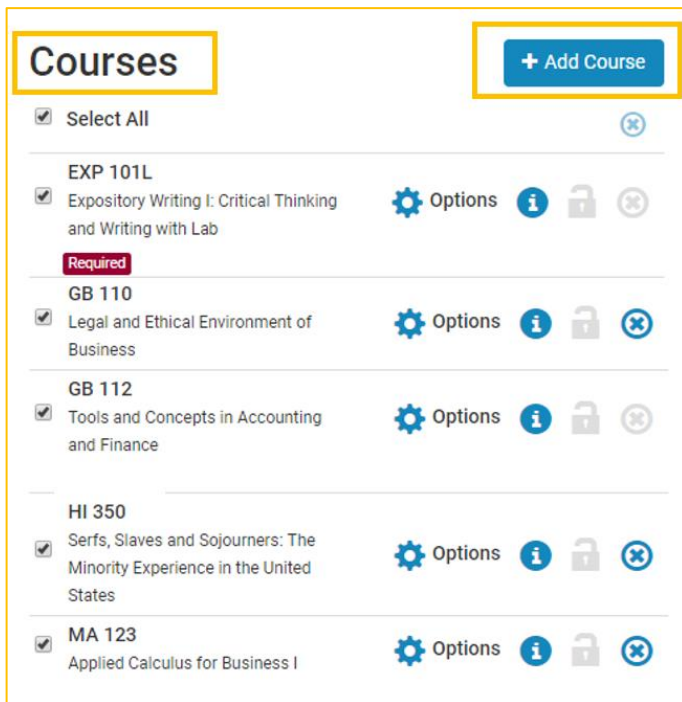 Courses
+ Add Course
Select All
EXP 101L
Expository Writing I: Critical Thinking
and Writing with Lab
Options
Required
GB 110
Legal and Ethical Environment of
Business
Options
GB 112
Tools and Concepts in Accounting
and Finance
Options
HI 350
Serfs, Slaves and Sojourners: The
Minority Experience in the United
States
Options
MA 123
Applied Calculus for Business I
Options